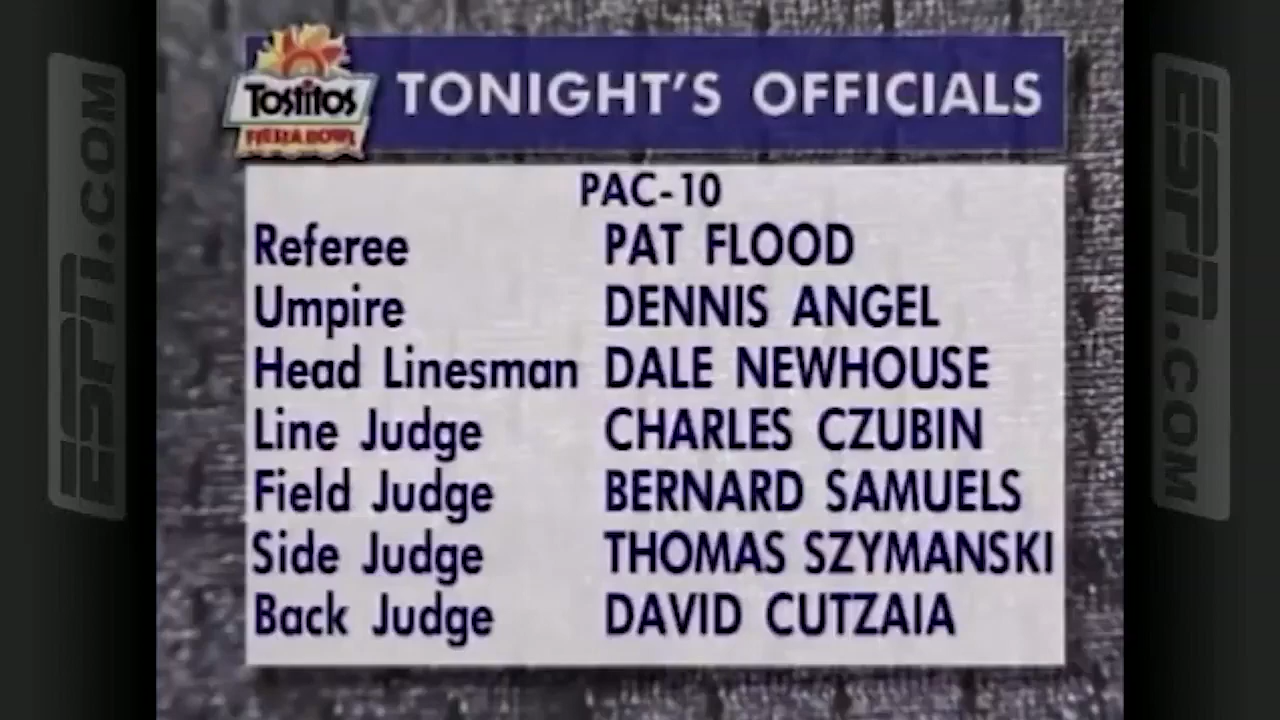 Tostitos
FIESTA BOWL
TONIGHT'S OFFICIALS
PAC-10
Referee PAT FLOOD
Umpire DENNIS ANGEL
Head Linesman DALE NEWHOUSE
Line Judge CHARLES CZUBIN
Field Judge BERNARD SAMUELS
Side Judge THOMAS SZYMANSKI
Back Judge DAVID CUTZAIA
ESPN.COM
ESPN.COM